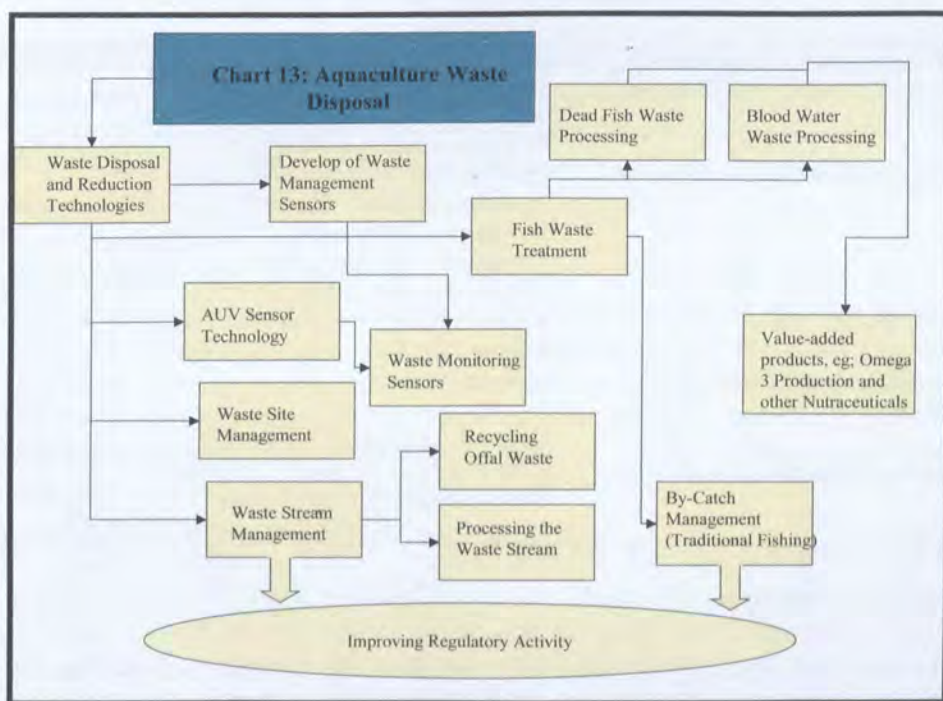 Chart 13: Aquaculture Waste
Disposal
Dead Fish Waste
Processing
Blood Water
Waste Processing
Waste Disposal
and Reduction
Technologies
Develop of Waste
Management
Sensors
Fish Waste
Treatment
AUV Sensor
Technology
Waste Monitoring
Sensors
Value-added
products, eg; Omega
3 Production and
other Nutraceuticals
Waste Site
Management
Recycling
Offal Waste
Waste Stream
Management
Processing the
Waste Stream
By-Catch
Management
(Traditional Fishing)
Improving Regulatory Activity